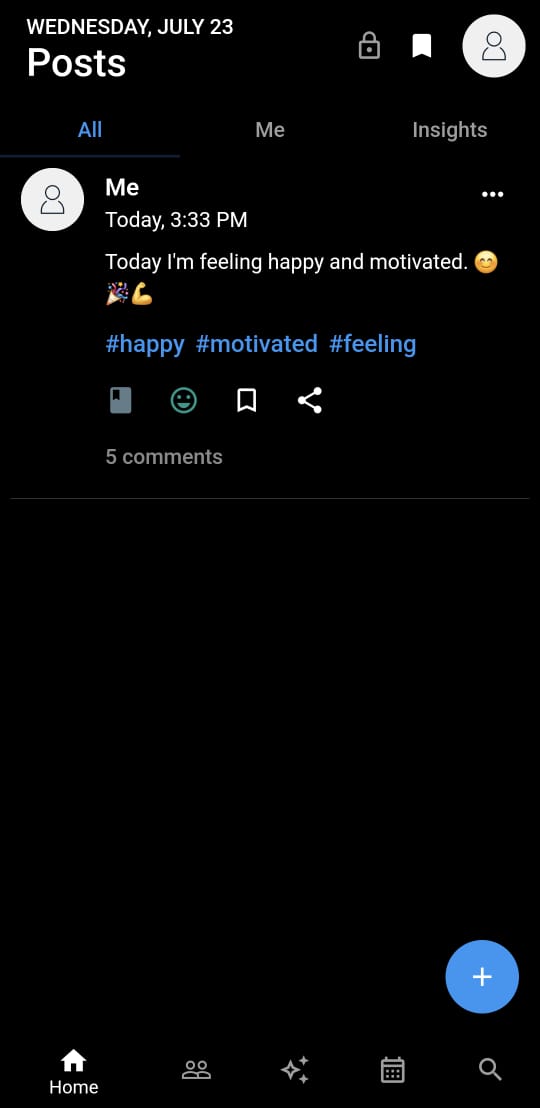 WEDNESDAY, JULY 23
Posts
All
Me
Insights
Me
Today, 3:33 PM
Today I'm feeling happy and motivated. 😊
🎉💪
#happy #motivated #feeling
5 comments
Home